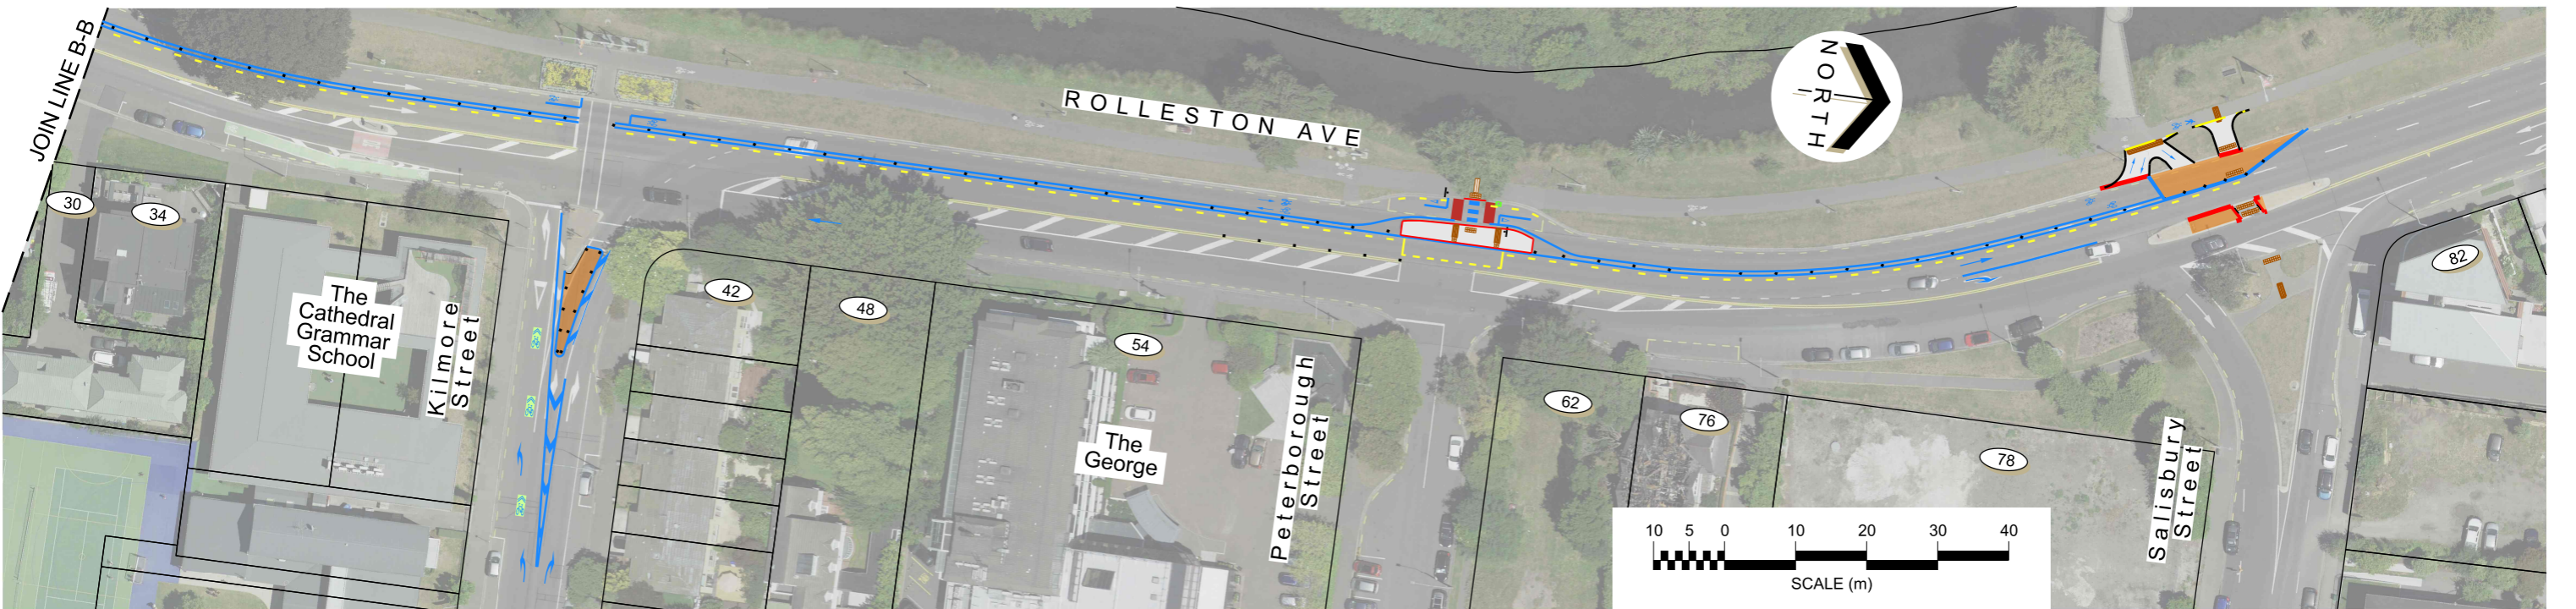 JOIN LINE B-B
ROLLESTON AVE
NORTH
30
34
The
Cathedral
Grammar
School
Kilmore
Street
42
48
54
The
George
Peterborough
Street
62
76
78
Salisbury
Street
82
10 5 0 10 20 30 40
SCALE (m)